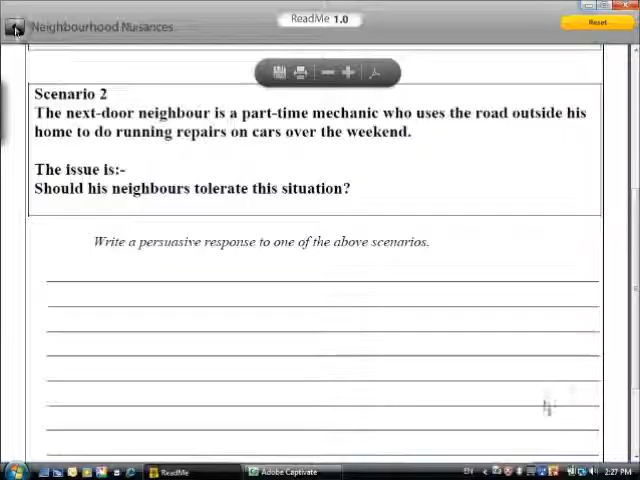 ReadMe 1.0
Neighbourhood Nuisances
Reset
Scenario 2
The next-door neighbour is a part-time mechanic who uses the road outside his
home to do running repairs on cars over the weekend.
The issue is:-
Should his neighbours tolerate this situation?
Write a persuasive response to one of the above scenarios.
ReadMe
Adobe Captivate
EN
2:27 PM